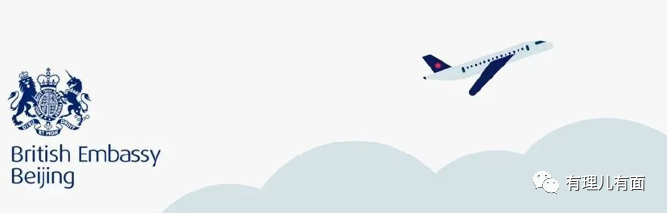 British Embassy
Beijing
有理儿有面